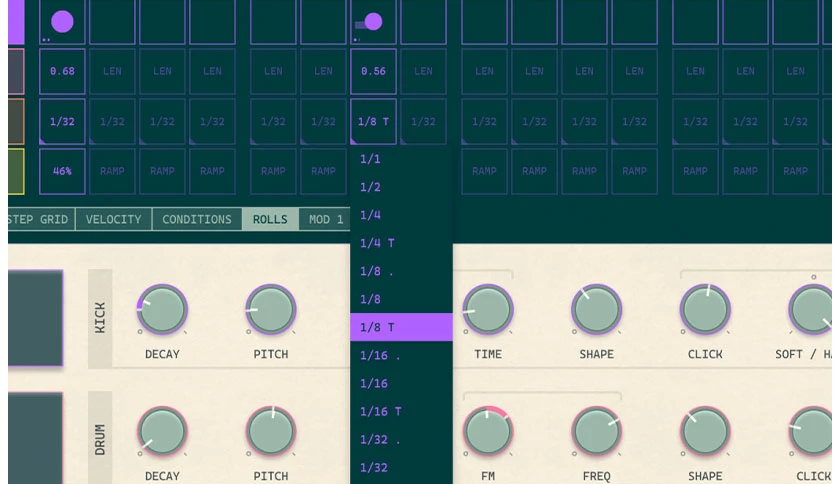 0.68 LEN LEN LEN LEN LEN 0.56 LEN LEN LEN LEN LEN LEN LEN LEN
1/32 1/32 1/32 1/32 1/32 1/32 1/8 T 1/32 1/32 1/32 1/32 1/32 1/32 1/32 1/32
46% RAMP RAMP RAMP RAMP RAMP RAMP RAMP RAMP RAMP RAMP RAMP RAMP
STEP GRID VELOCITY CONDITIONS ROLLS MOD 1
1/1
1/2
1/4
1/4 T
1/8 .
1/8
1/8 T
1/16 .
1/16
1/16 T
1/32 .
1/32
KICK
DECAY PITCH TIME SHAPE CLICK SOFT / HA
DRUM
DECAY PITCH FM FREQ SHAPE CLICK